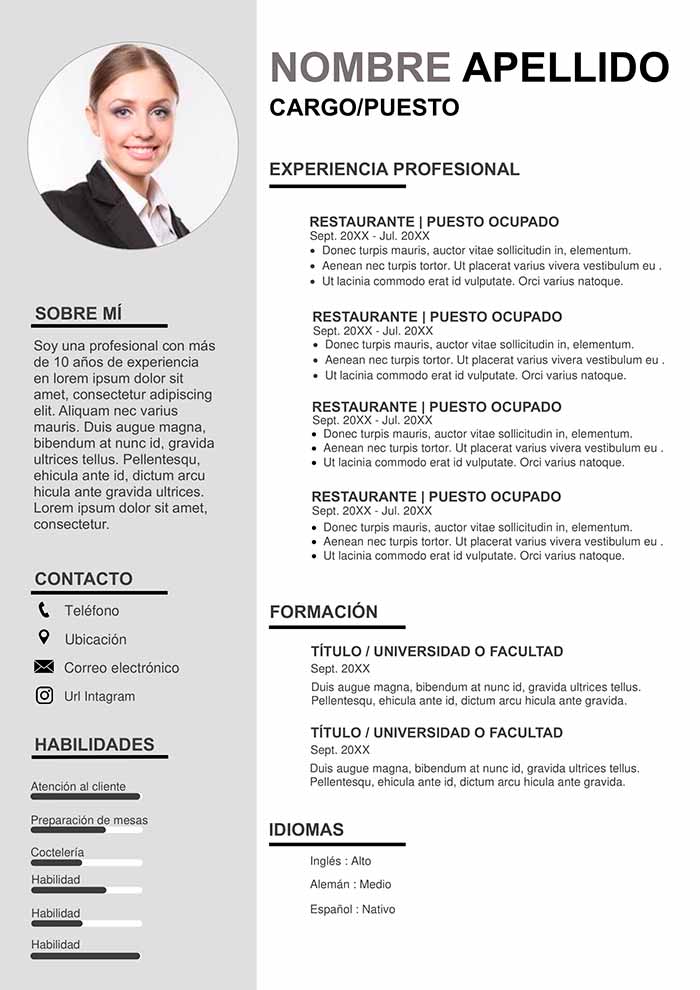 NOMBRE APELLIDO
CARGO/PUESTO
SOBRE MÍ
Soy una profesional con más
de 10 años de experiencia
en lorem ipsum dolor sit
amet, consectetur adipiscing
elit. Aliquam nec varius
mauris. Duis augue magna,
bibendum at nunc id, gravida
ultrices tellus. Pellentesqu,
ehicula ante id, dictum arcu
hicula ante gravida ultrices.
Lorem ipsum dolor sit amet,
consectetur.
CONTACTO
Teléfono
Ubicación
Correo electrónico
Url Intagram
HABILIDADES
Atención al cliente
Preparación de mesas
Coctelería
Habilidad
Habilidad
Habilidad
EXPERIENCIA PROFESIONAL
RESTAURANTE | PUESTO OCUPADO
Sept. 20XX - Jul. 20XX
• Donec turpis mauris, auctor vitae sollicitudin in, elementum.
• Aenean nec turpis tortor. Ut placerat varius vivera vestibulum eu .
• Ut lacinia commodo erat id vulputate. Orci varius natoque.
RESTAURANTE | PUESTO OCUPADO
Sept. 20XX - Jul. 20XX
• Donec turpis mauris, auctor vitae sollicitudin in, elementum.
• Aenean nec turpis tortor. Ut placerat varius vivera vestibulum eu .
• Ut lacinia commodo erat id vulputate. Orci varius natoque.
RESTAURANTE | PUESTO OCUPADO
Sept. 20XX - Jul. 20XX
• Donec turpis mauris, auctor vitae sollicitudin in, elementum.
• Aenean nec turpis tortor. Ut placerat varius vivera vestibulum eu .
• Ut lacinia commodo erat id vulputate. Orci varius natoque.
RESTAURANTE | PUESTO OCUPADO
Sept. 20XX - Jul. 20XX
• Donec turpis mauris, auctor vitae sollicitudin in, elementum.
• Aenean nec turpis tortor. Ut placerat varius vivera vestibulum eu .
• Ut lacinia commodo erat id vulputate. Orci varius natoque.
FORMACIÓN
TÍTULO / UNIVERSIDAD O FACULTAD
Sept. 20XX
Duis augue magna, bibendum at nunc id, gravida ultrices tellus.
Pellentesqu, ehicula ante id, dictum arcu hicula ante gravida.
TÍTULO / UNIVERSIDAD O FACULTAD
Sept. 20XX
Duis augue magna, bibendum at nunc id, gravida ultrices tellus.
Pellentesqu, ehicula ante id, dictum arcu hicula ante gravida.
IDIOMAS
Inglés : Alto
Alemán : Medio
Español : Nativo